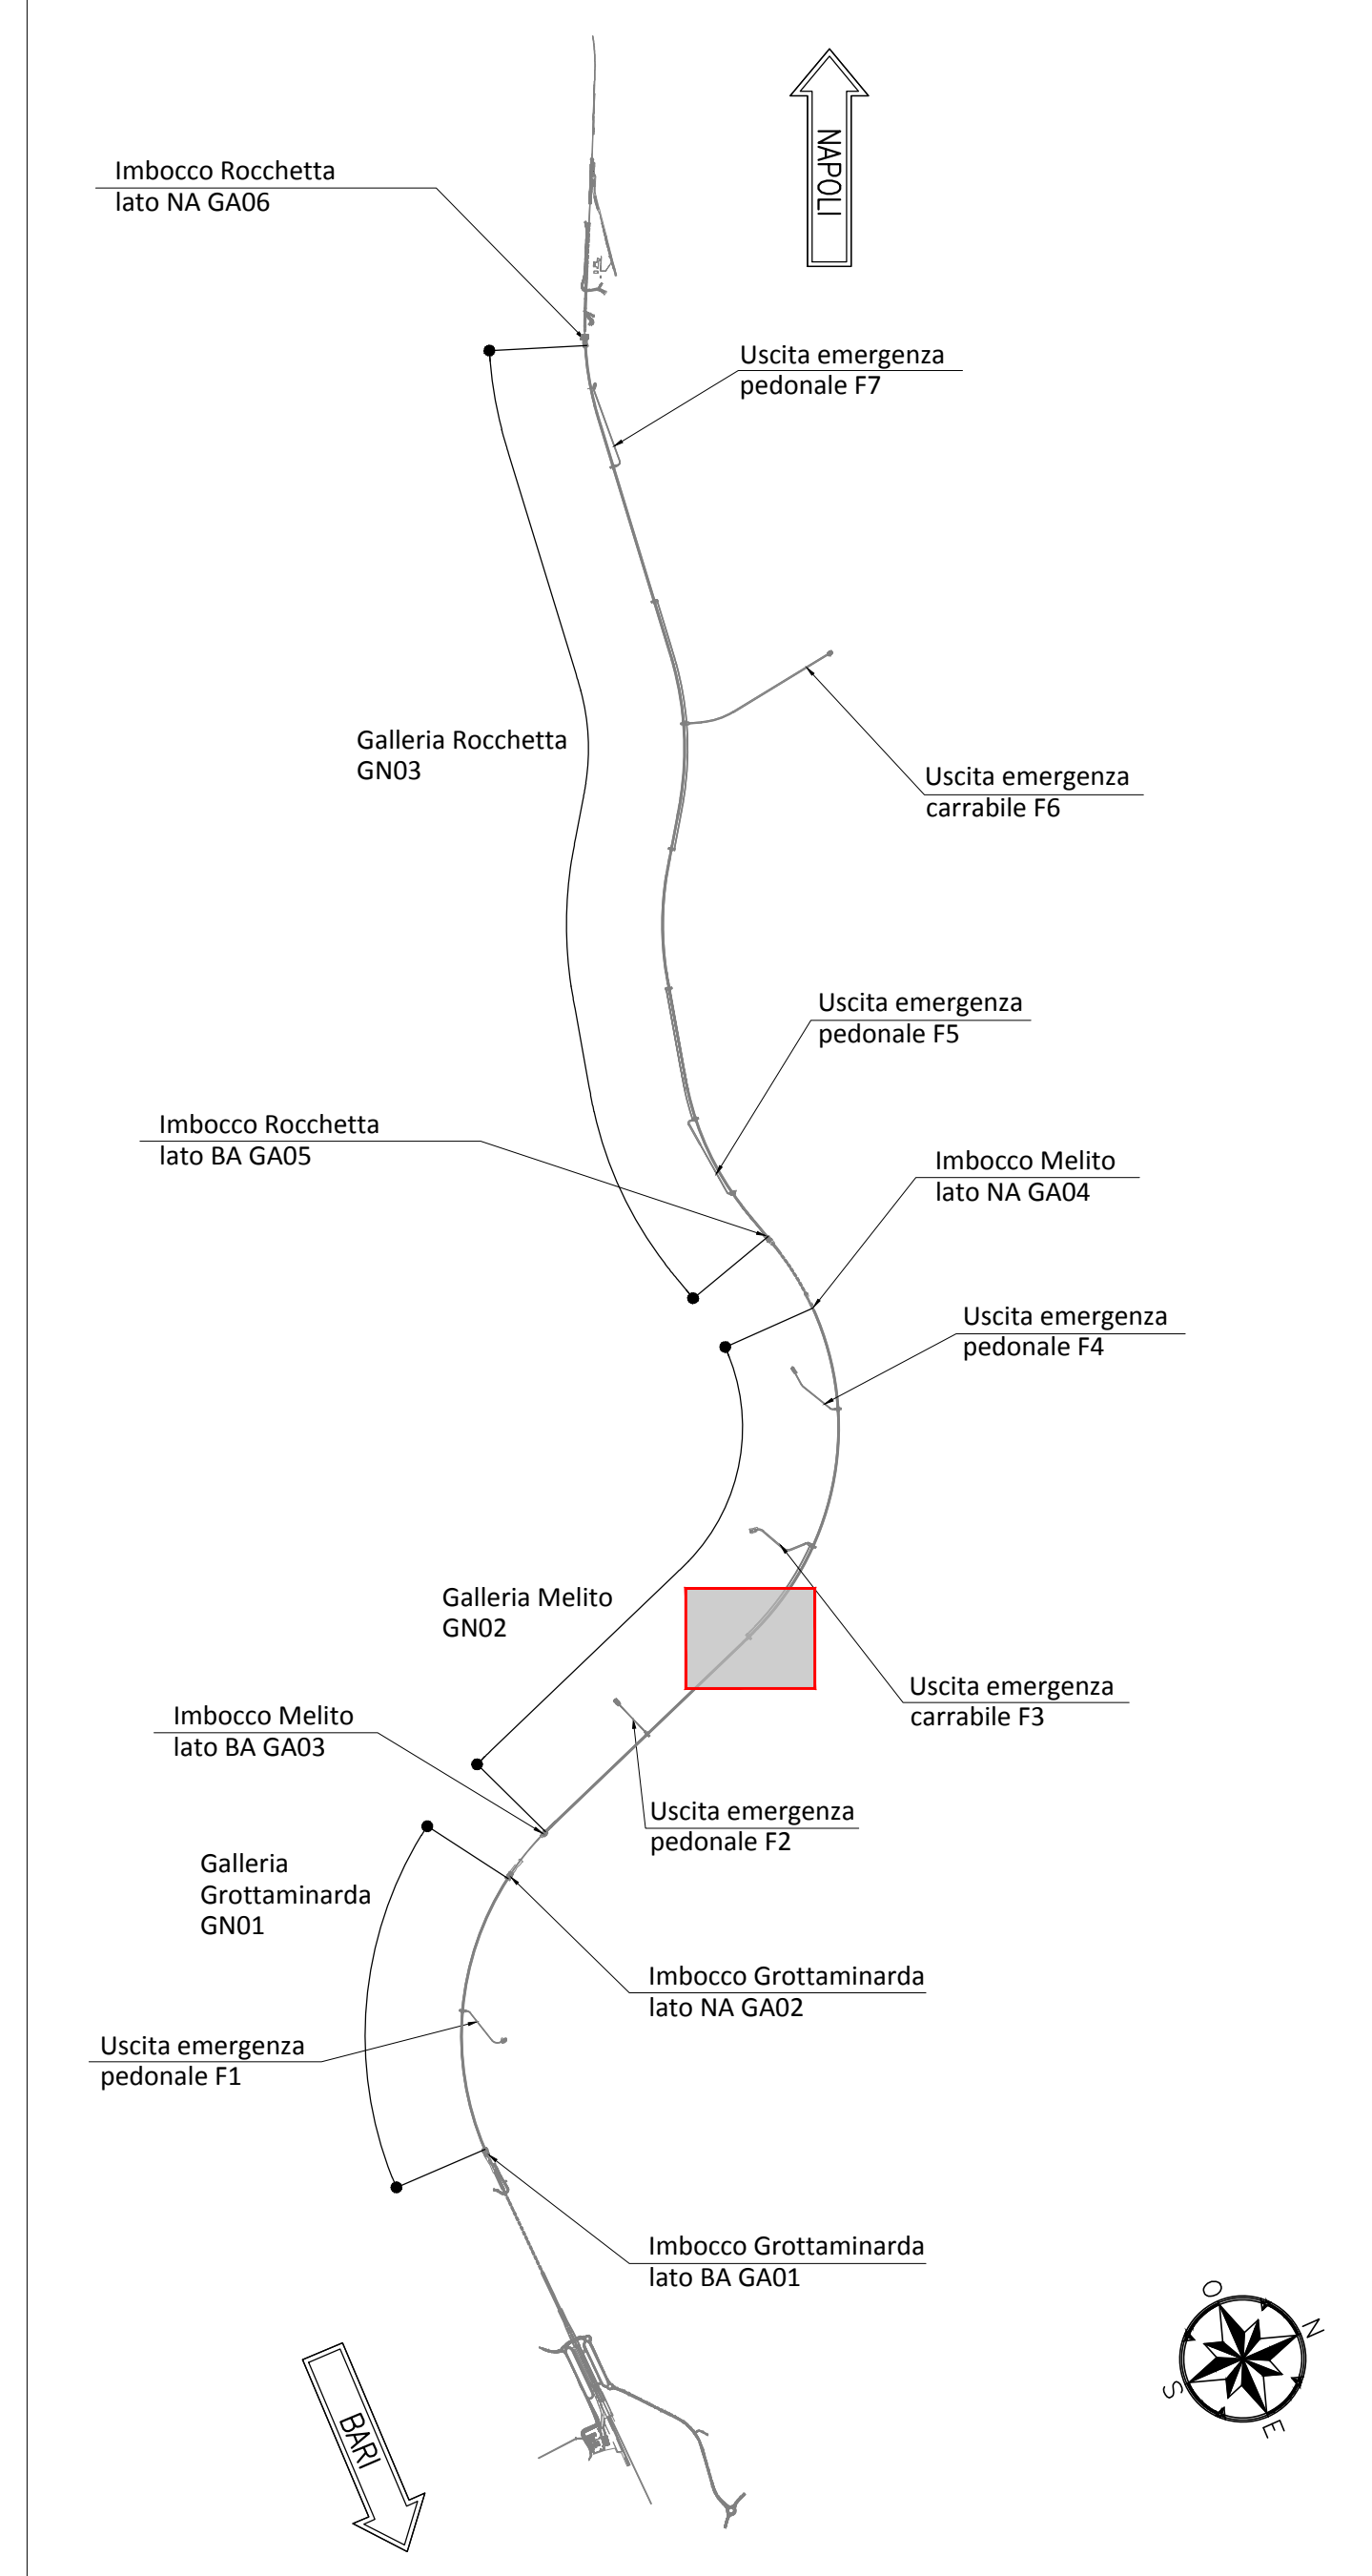 NAPOLI
Imbocco Rocchetta
lato NA GA06
Uscita emergenza
pedonale F7
Galleria Rocchetta
GN03
Uscita emergenza
carrabile F6
Uscita emergenza
pedonale F5
Imbocco Rocchetta
lato BA GA05
Imbocco Melito
lato NA GA04
Uscita emergenza
pedonale F4
Galleria Melito
GN02
Uscita emergenza
carrabile F3
Imbocco Melito
lato BA GA03
Uscita emergenza
pedonale F2
Galleria
Grottaminarda
GN01
Imbocco Grottaminarda
lato NA GA02
Uscita emergenza
pedonale F1
Imbocco Grottaminarda
lato BA GA01
O
N
S
E
BARI